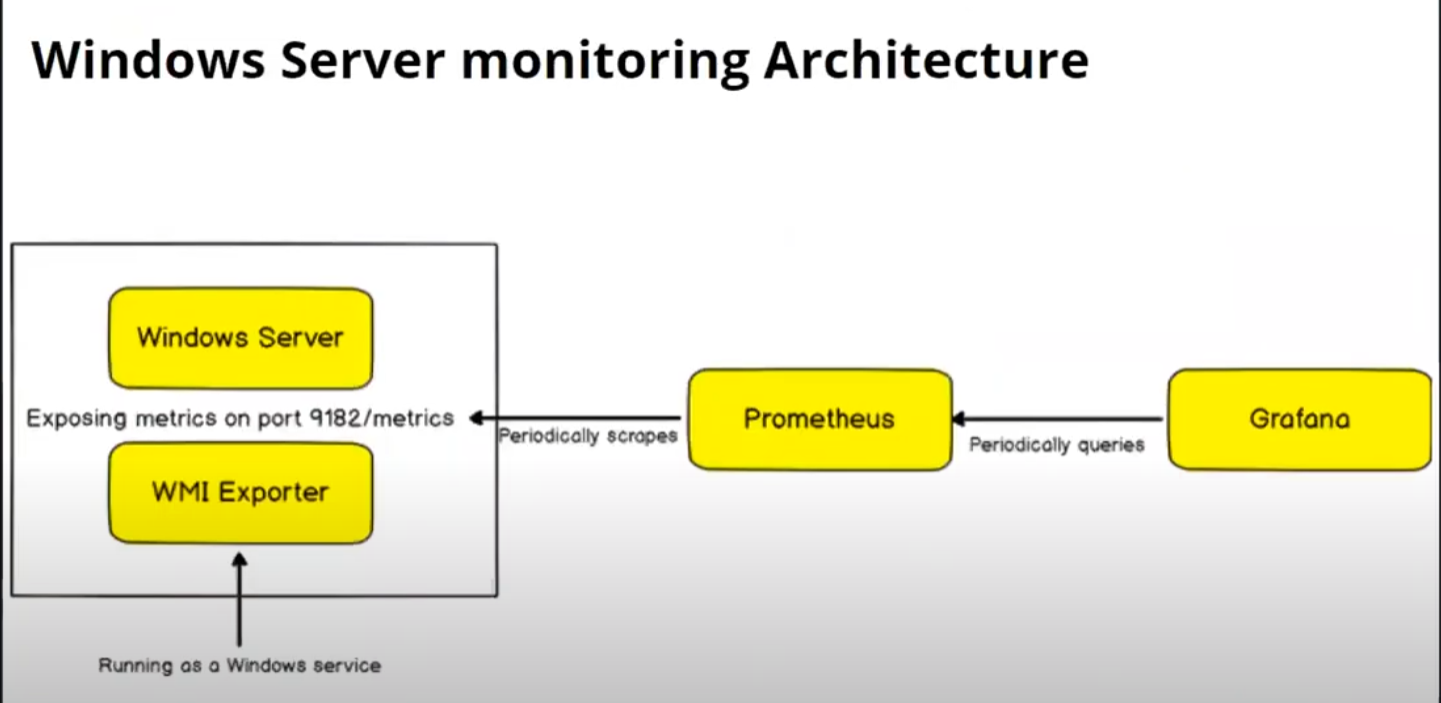 Windows Server monitoring Architecture
Windows Server
Exposing metrics on port 9182/metrics
WMI Exporter
Running as a Windows service
Periodically scrapes
Prometheus
Periodically queries
Grafana